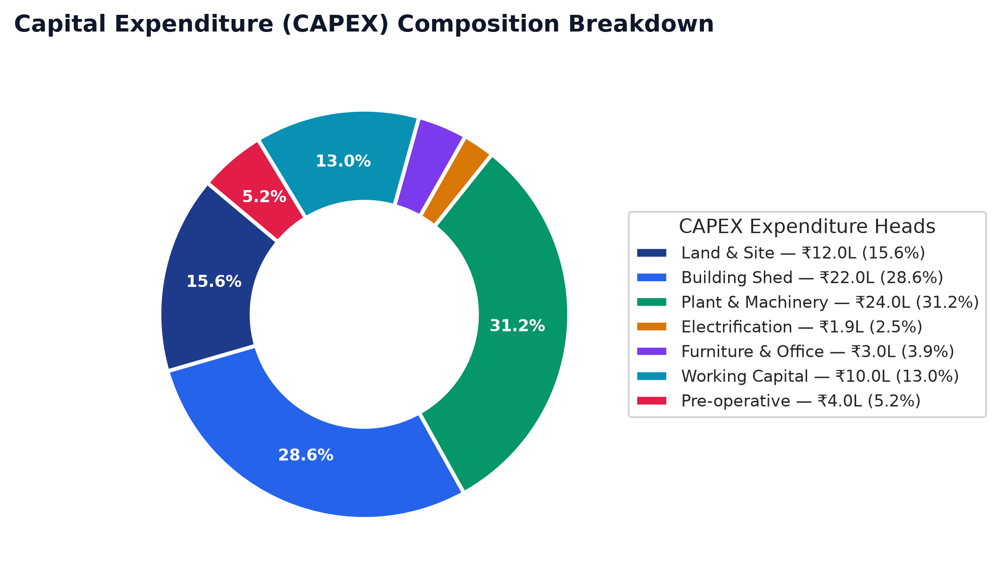 Capital Expenditure (CAPEX) Composition Breakdown
13.0%
5.2%
15.6%
31.2%
28.6%
CAPEX Expenditure Heads
Land & Site — ₹12.0L (15.6%)
Building Shed — ₹22.0L (28.6%)
Plant & Machinery — ₹24.0L (31.2%)
Electrification — ₹1.9L (2.5%)
Furniture & Office — ₹3.0L (3.9%)
Working Capital — ₹10.0L (13.0%)
Pre-operative — ₹4.0L (5.2%)